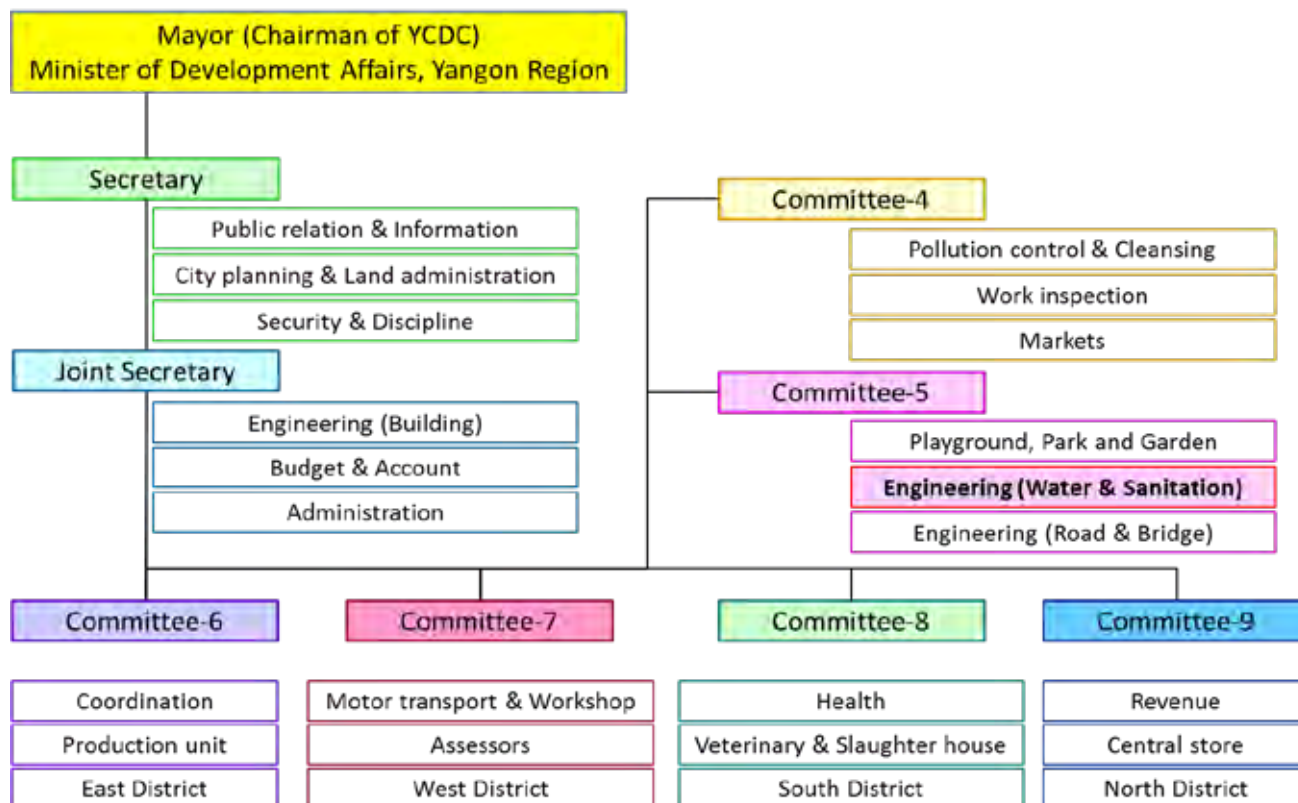 Mayor (Chairman of YCDC)
Minister of Development Affairs, Yangon Region
Secretary
Public relation & Information
City planning & Land administration
Security & Discipline
Joint Secretary
Engineering (Building)
Budget & Account
Administration
Committee-4
Pollution control & Cleansing
Work inspection
Markets
Committee-5
Playground, Park and Garden
Engineering (Water & Sanitation)
Engineering (Road & Bridge)
Committee-6
Coordination
Production unit
East District
Committee-7
Motor transport & Workshop
Assessors
West District
Committee-8
Health
Veterinary & Slaughter house
South District
Committee-9
Revenue
Central store
North District